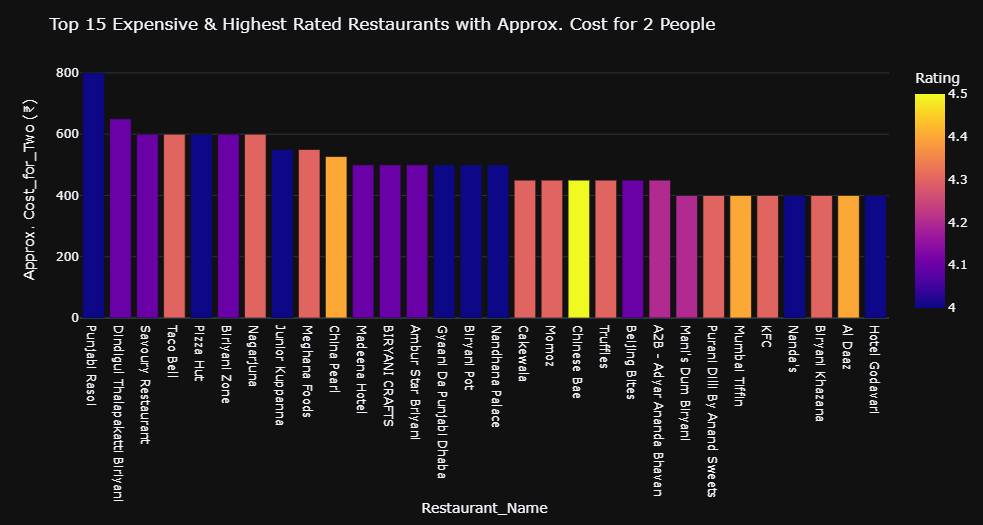 Top 15 Expensive & Highest Rated Restaurants with Approx. Cost for 2 People
Rating
800
600
400
200
0
Approx. Cost_for_Two (₹)
4.5
4.4
4.3
4.2
4.1
4
Punjabi Rasoi
Dindigul Thalapakatti Biriyani
Savoury Restaurant
Taco Bell
Pizza Hut
Biriyani Zone
Nagarjuna
Junior Kuppanna
Meghana Foods
China Pearl
Madeena Hotel
BIRYANI CRAFTS
Ambur Star Briyani
Gyaani Da Punjabi Dhaba
Biryani Pot
Nandhana Palace
Cakewala
Momoz
Chinese Bae
Truffles
Beijing Bites
A2B - Adyar Ananda Bhavan
Mani's Dum Biryani
Purani Dilli By Anand Sweets
Mumbai Tiffin
KFC
Nanda's
Biryani Khazana
Al Daaz
Hotel Godavari
Restaurant_Name